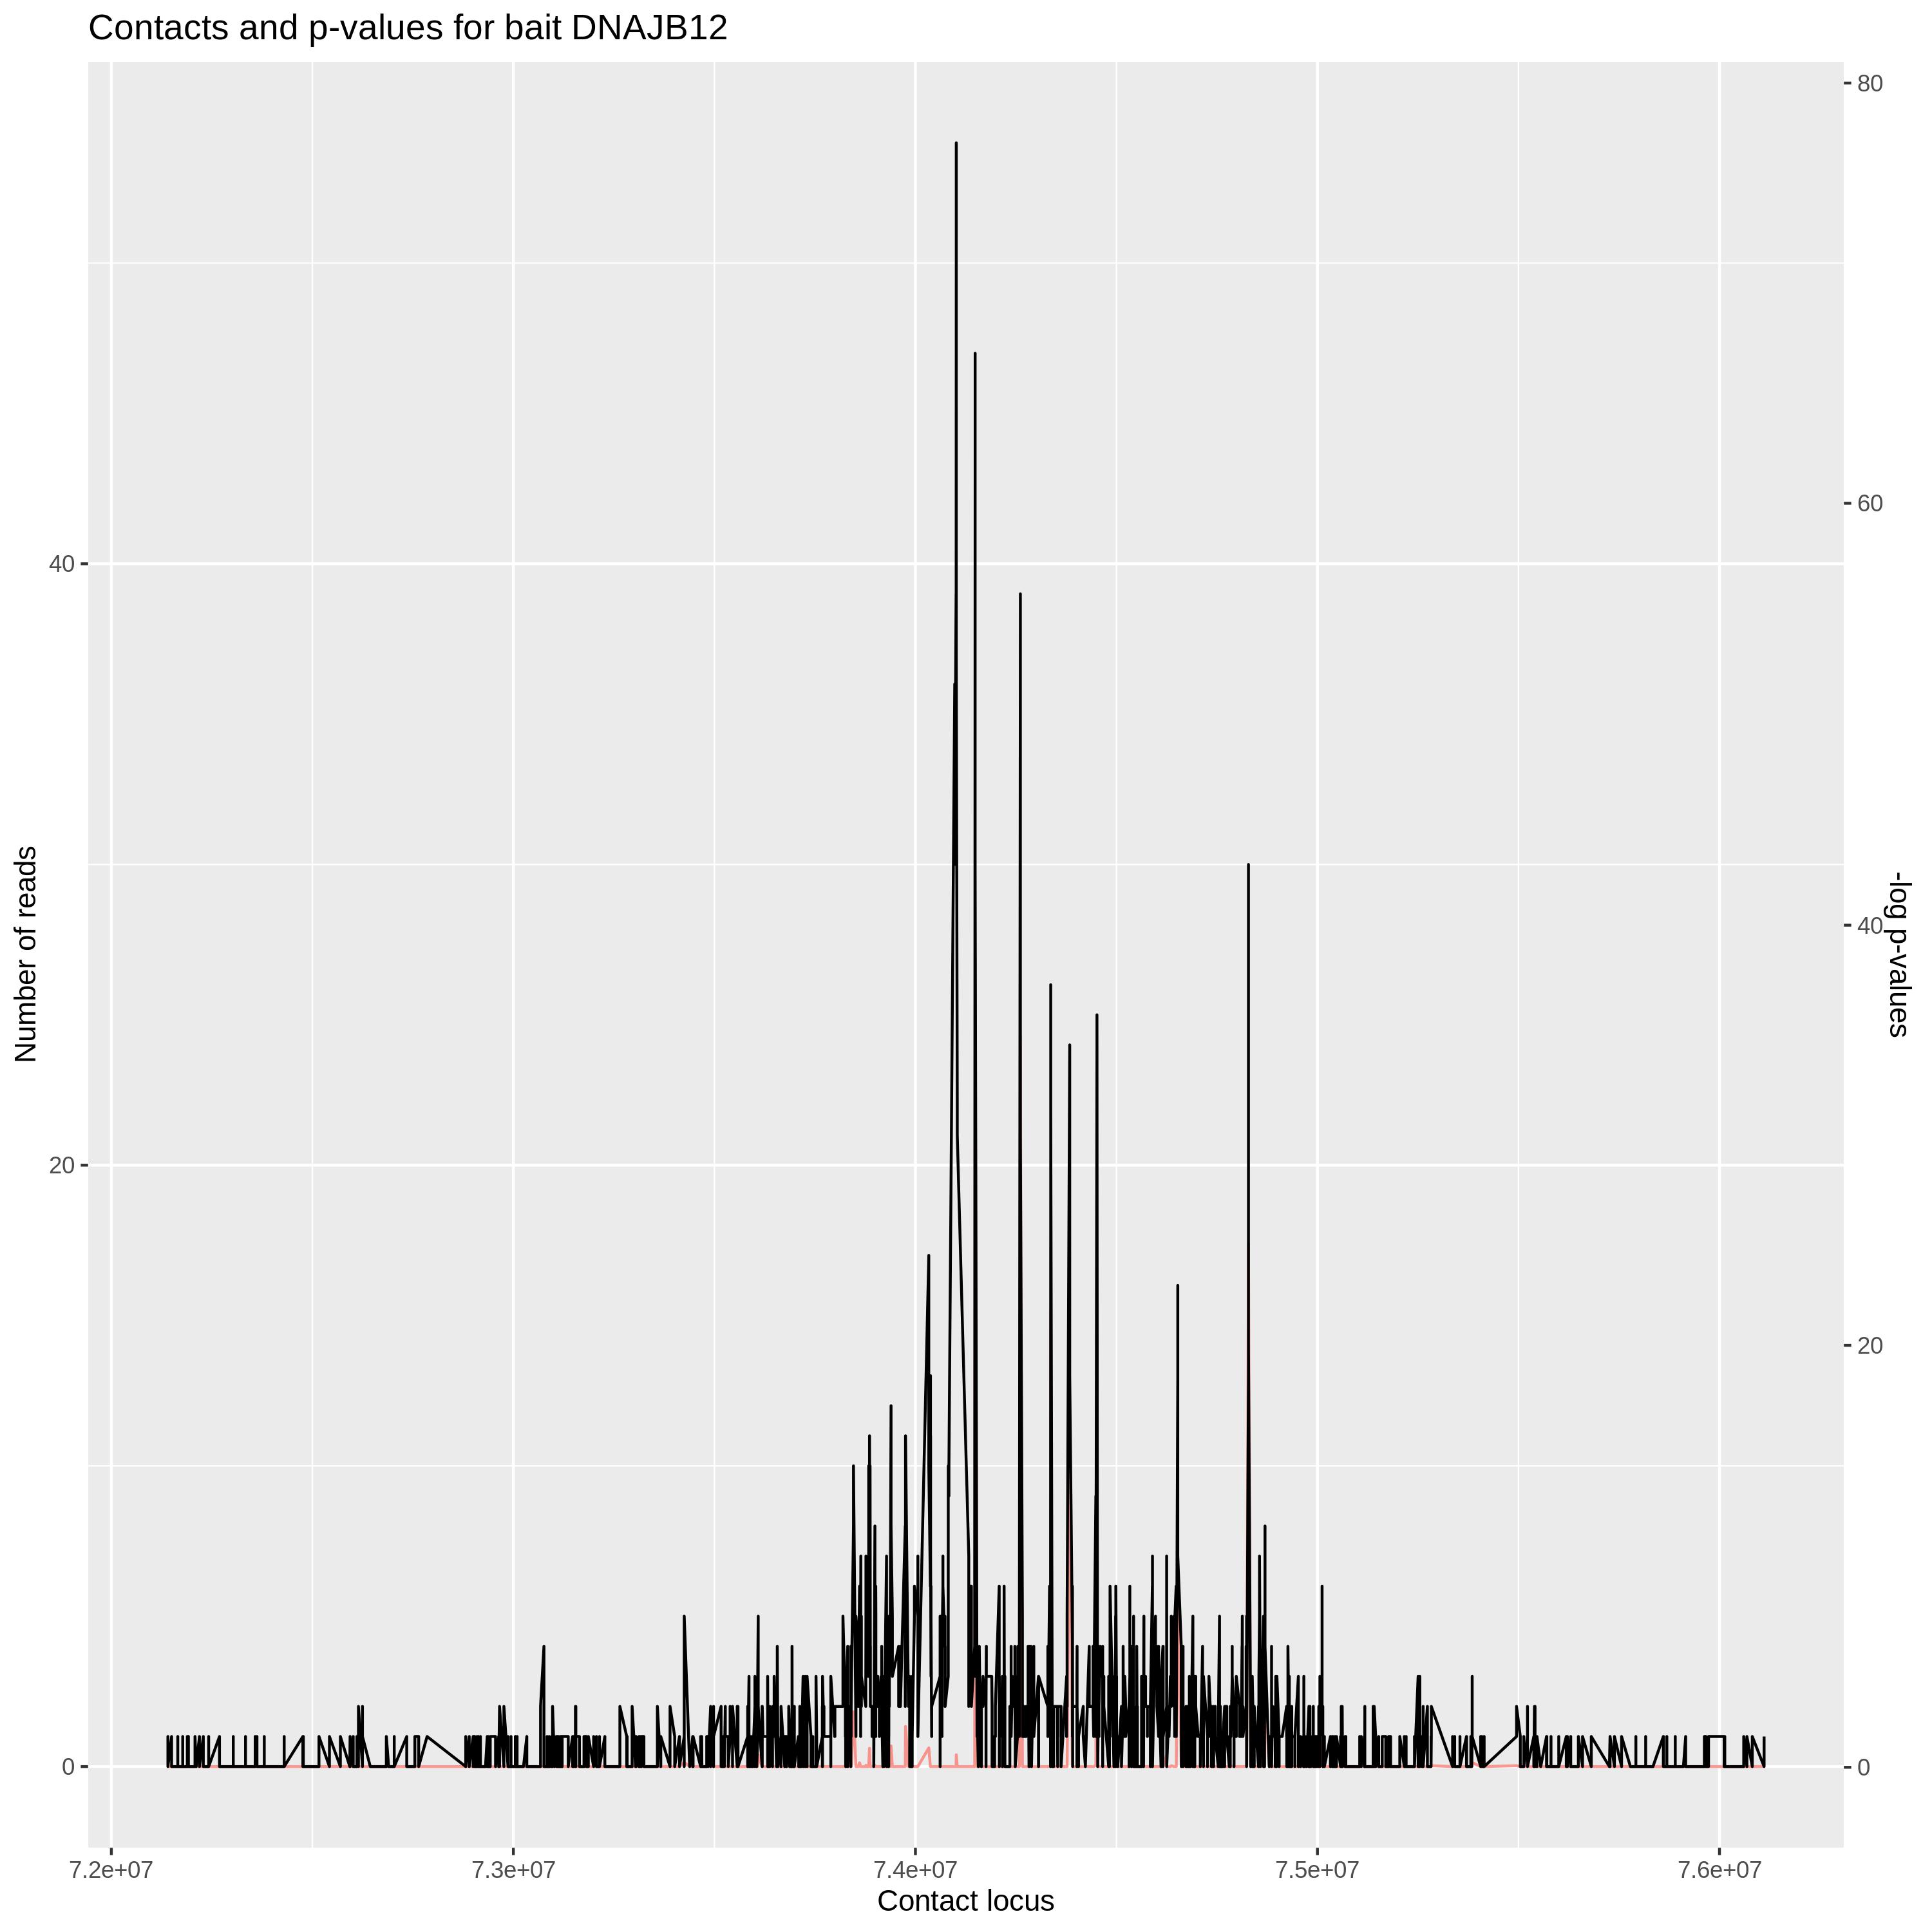 Contacts and p-values for bait DNAJB12
80
60
40
40
20
20
0
0
Number of reads
-log p-values
7.2e+07 7.3e+07 7.4e+07 7.5e+07 7.6e+07
Contact locus